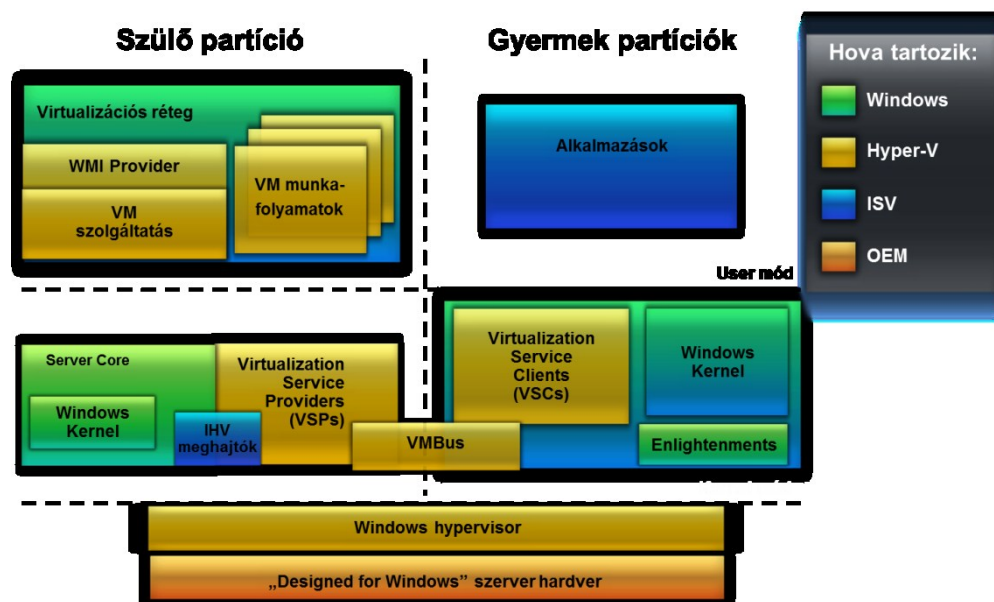 Szülő partíció
Gyermek partíciók
Hova tartozik:
Windows
Hyper-V
ISV
OEM
Virtualizációs réteg
WMI Provider
VM
szolgáltatás
VM munka-
folyamatok
Alkalmazások
User mód
Server Core
Windows
Kernel
IHV
meghajtók
Virtualization
Service
Providers
(VSPs)
VMBus
Virtualization
Service
Clients
(VSCs)
Windows
Kernel
Enlightenments
Windows hypervisor
„Designed for Windows” szerver hardver